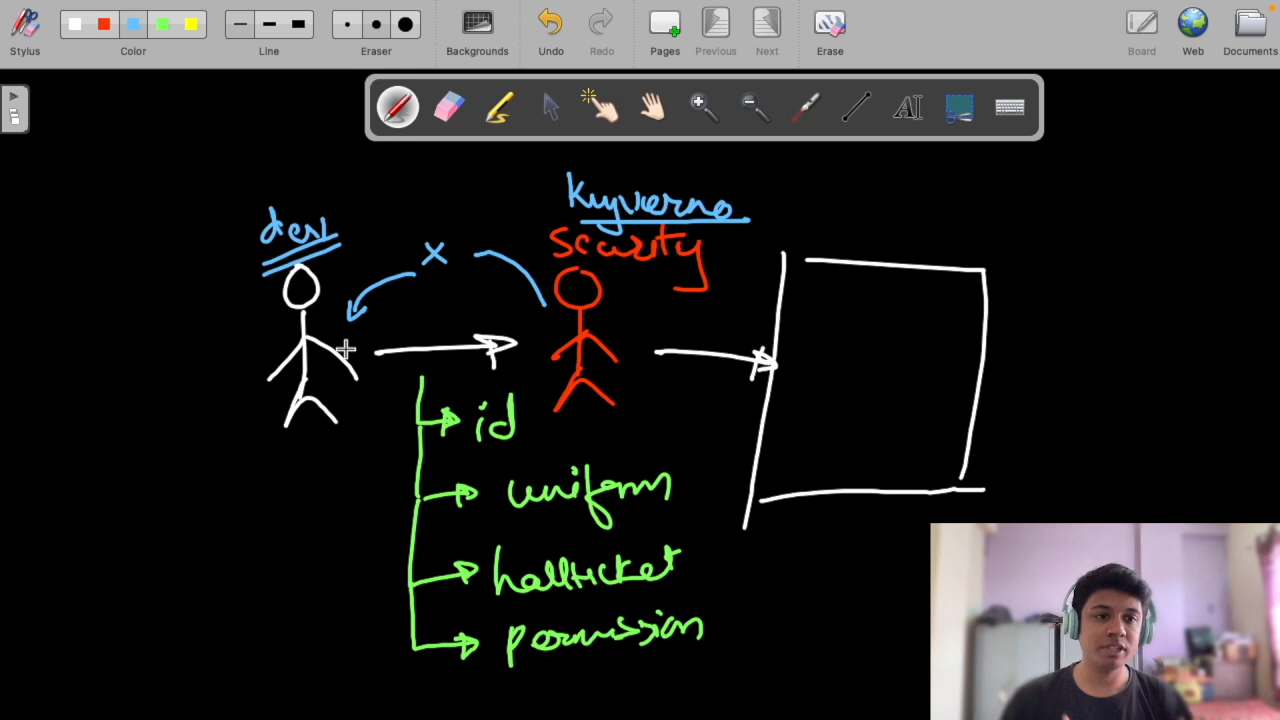 Stylus
Color
Line
Eraser
Backgrounds
Undo
Redo
Pages
Previous
Next
Erase
Board
Web
Documents
AI
Kyverno
dev
x
security
id
uniform
hallticket
permission